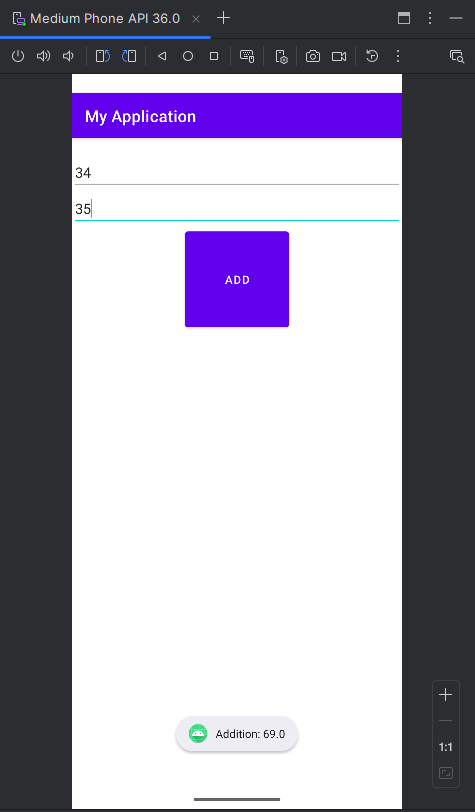 Medium Phone API 36.0
My Application
34
35
ADD
1:1
Addition: 69.0